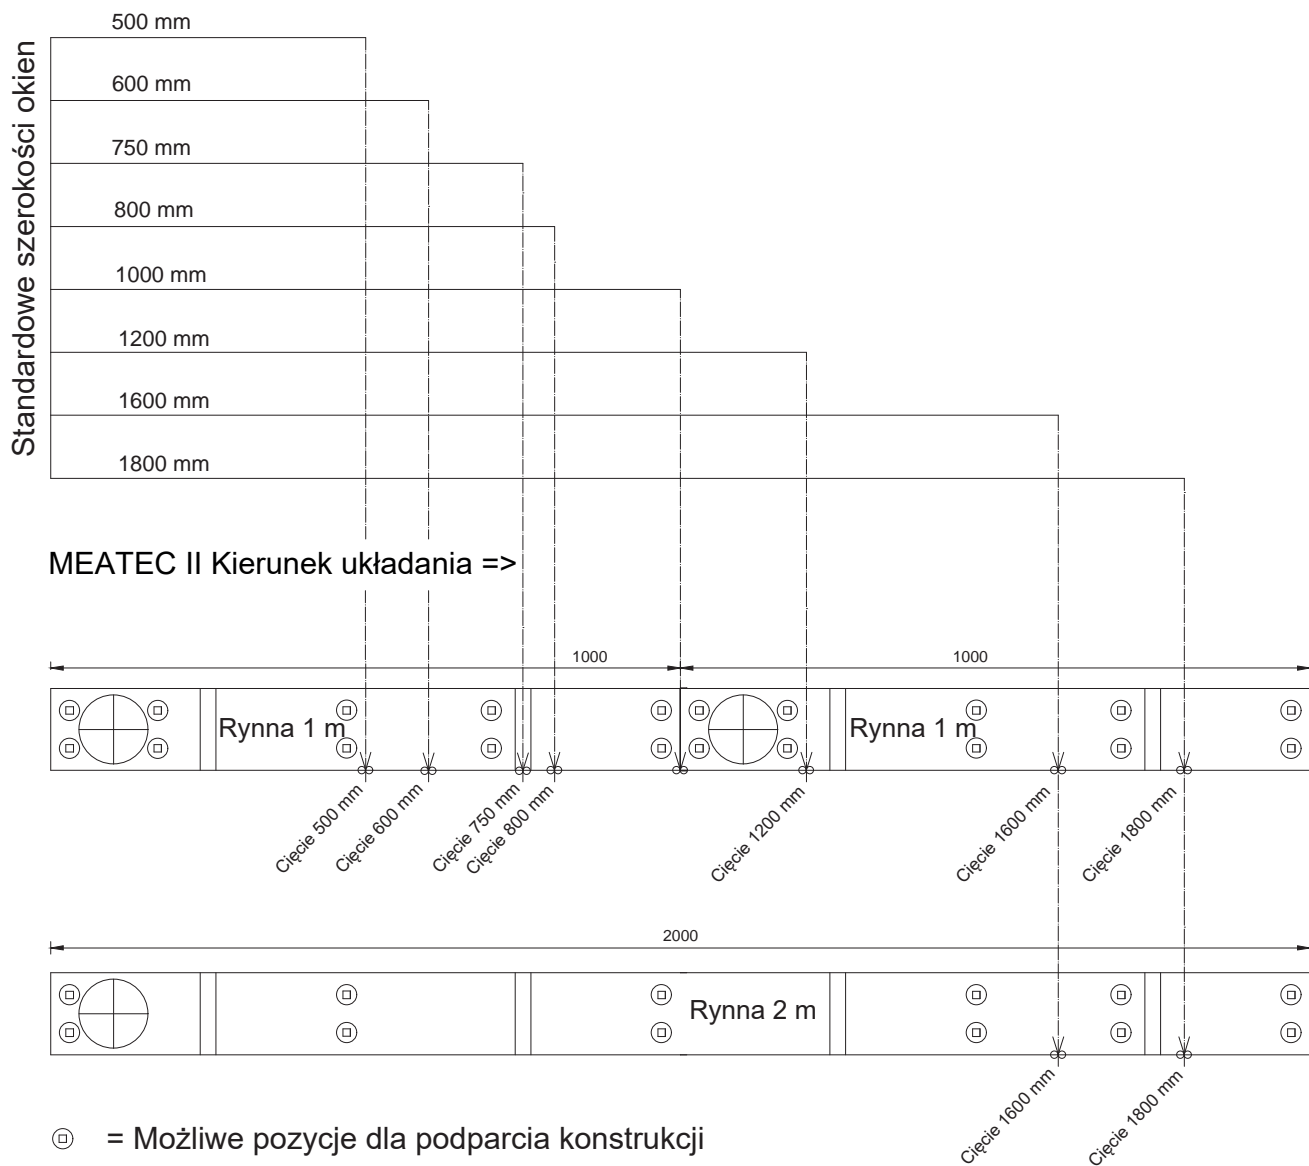 Standardowe szerokości okien
500 mm
600 mm
750 mm
800 mm
1000 mm
1200 mm
1600 mm
1800 mm
MEATEC II Kierunek układania =>
1000
1000
Rynna 1 m
Rynna 1 m
Cięcie 500 mm
Cięcie 600 mm
Cięcie 750 mm
Cięcie 800 mm
Cięcie 1200 mm
Cięcie 1600 mm
Cięcie 1800 mm
2000
Rynna 2 m
Cięcie 1600 mm
Cięcie 1800 mm
= Możliwe pozycje dla podparcia konstrukcji